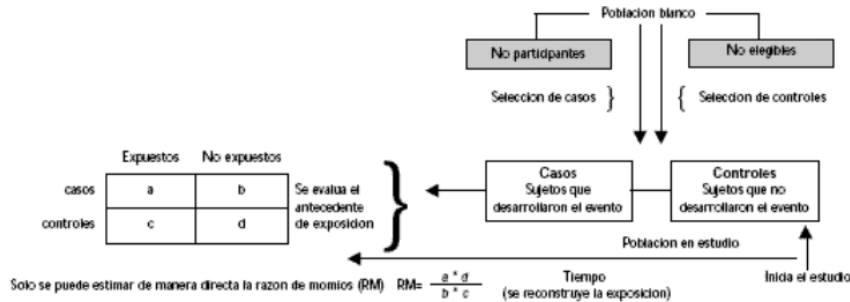 Poblacion blanco
No participantes
No elegibles
Seleccion de casos }
{ Seleccion de controles
Expuestos No expuestos
casos a b
controles c d
Se evalua el
antecedente
de exposicion
Casos
Sujetos que
desarrollaron el evento
Controles
Sujetos que no
desarrollaron el evento
Poblacion en estudio
Solo se puede estimar de manera directa la razon de momios (RM) RM= a * d
b * c
Tiempo
(se reconstruye la exposicion)
Inicia el estudio